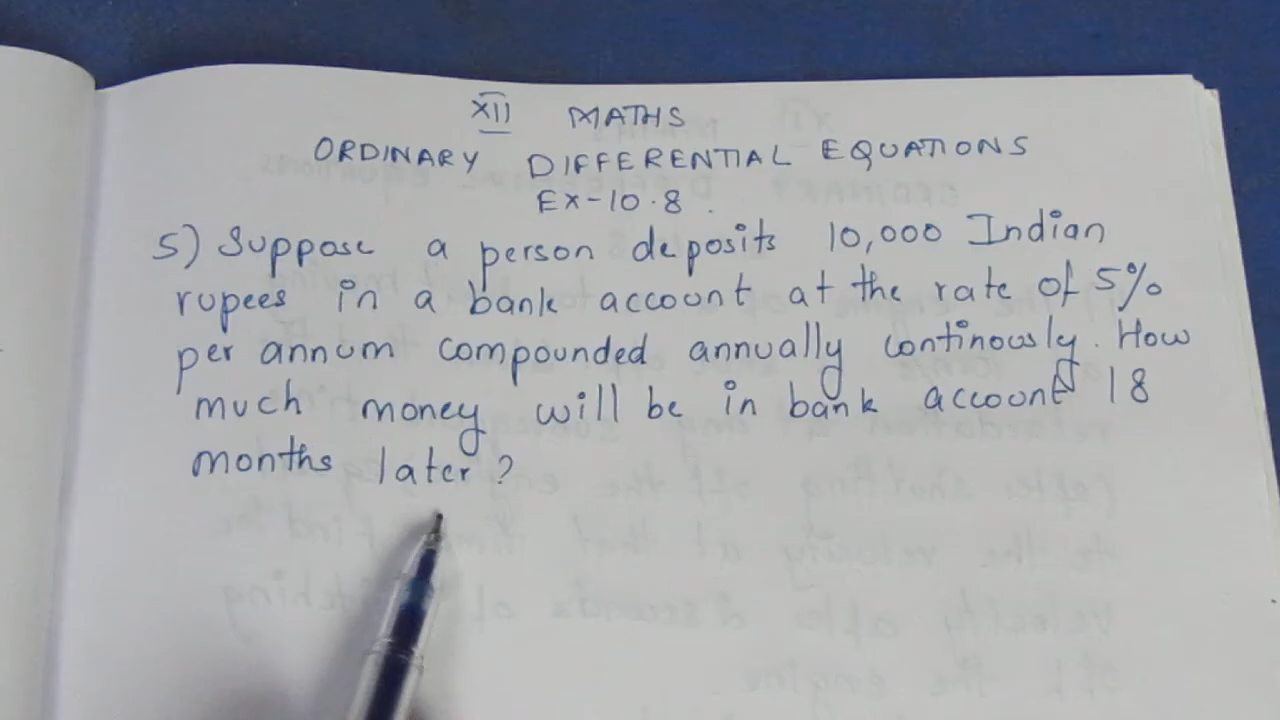 XII MATHS
ORDINARY DIFFERENTIAL EQUATIONS
EX-10.8.
5) Suppose a person deposits 10,000 Indian
rupees in a bank account at the rate of 5%
per annum compounded annually continously. How
much money will be in bank account 18
months later?